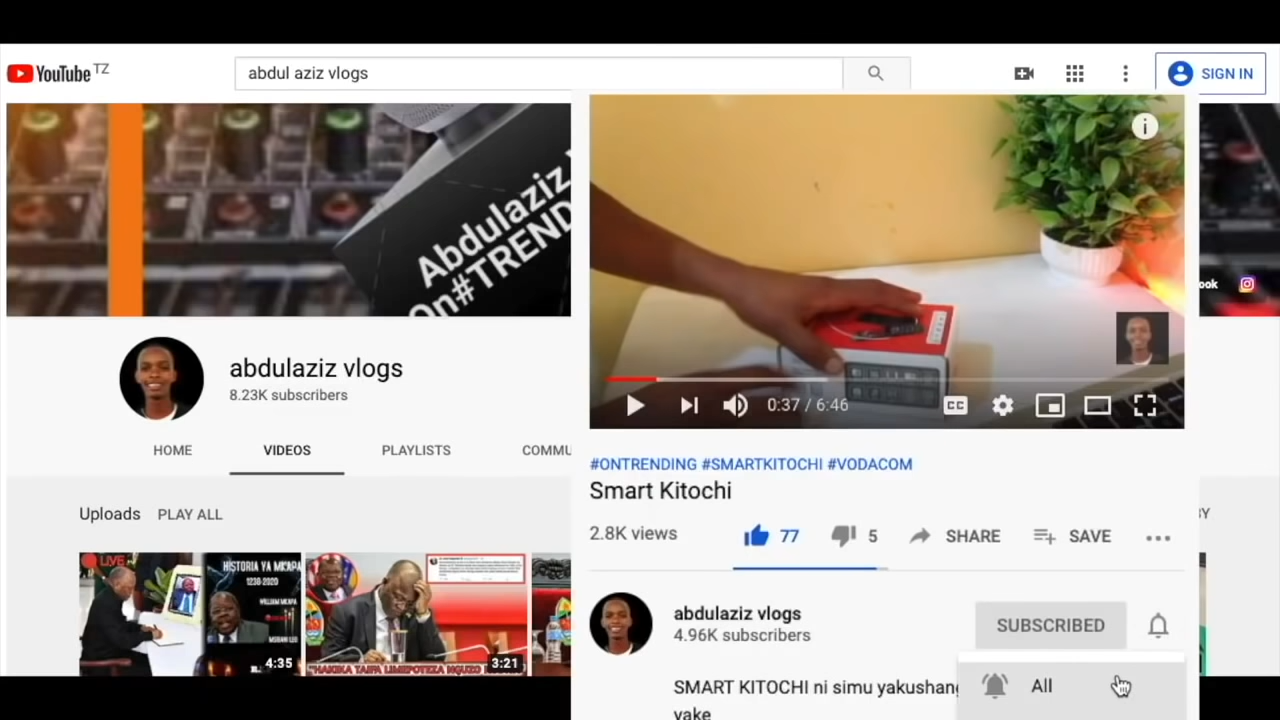 YouTube TZ
abdul aziz vlogs
SIGN IN
Abdulaziz
On#TREND
ook
abdulaziz vlogs
8.23K subscribers
HOME VIDEOS PLAYLISTS COMMU
Uploads PLAY ALL
LIVE
HISTORIA YA MKAPA
4:35
3:21
0:37 / 6:46
CC
#ONTRENDING #SMARTKITOCHI #VODACOM
Smart Kitochi
2.8K views
77
5
SHARE
SAVE
Y
abdulaziz vlogs
4.96K subscribers
SUBSCRIBED
SMART KITOCHI ni simu yakushang
yake
All